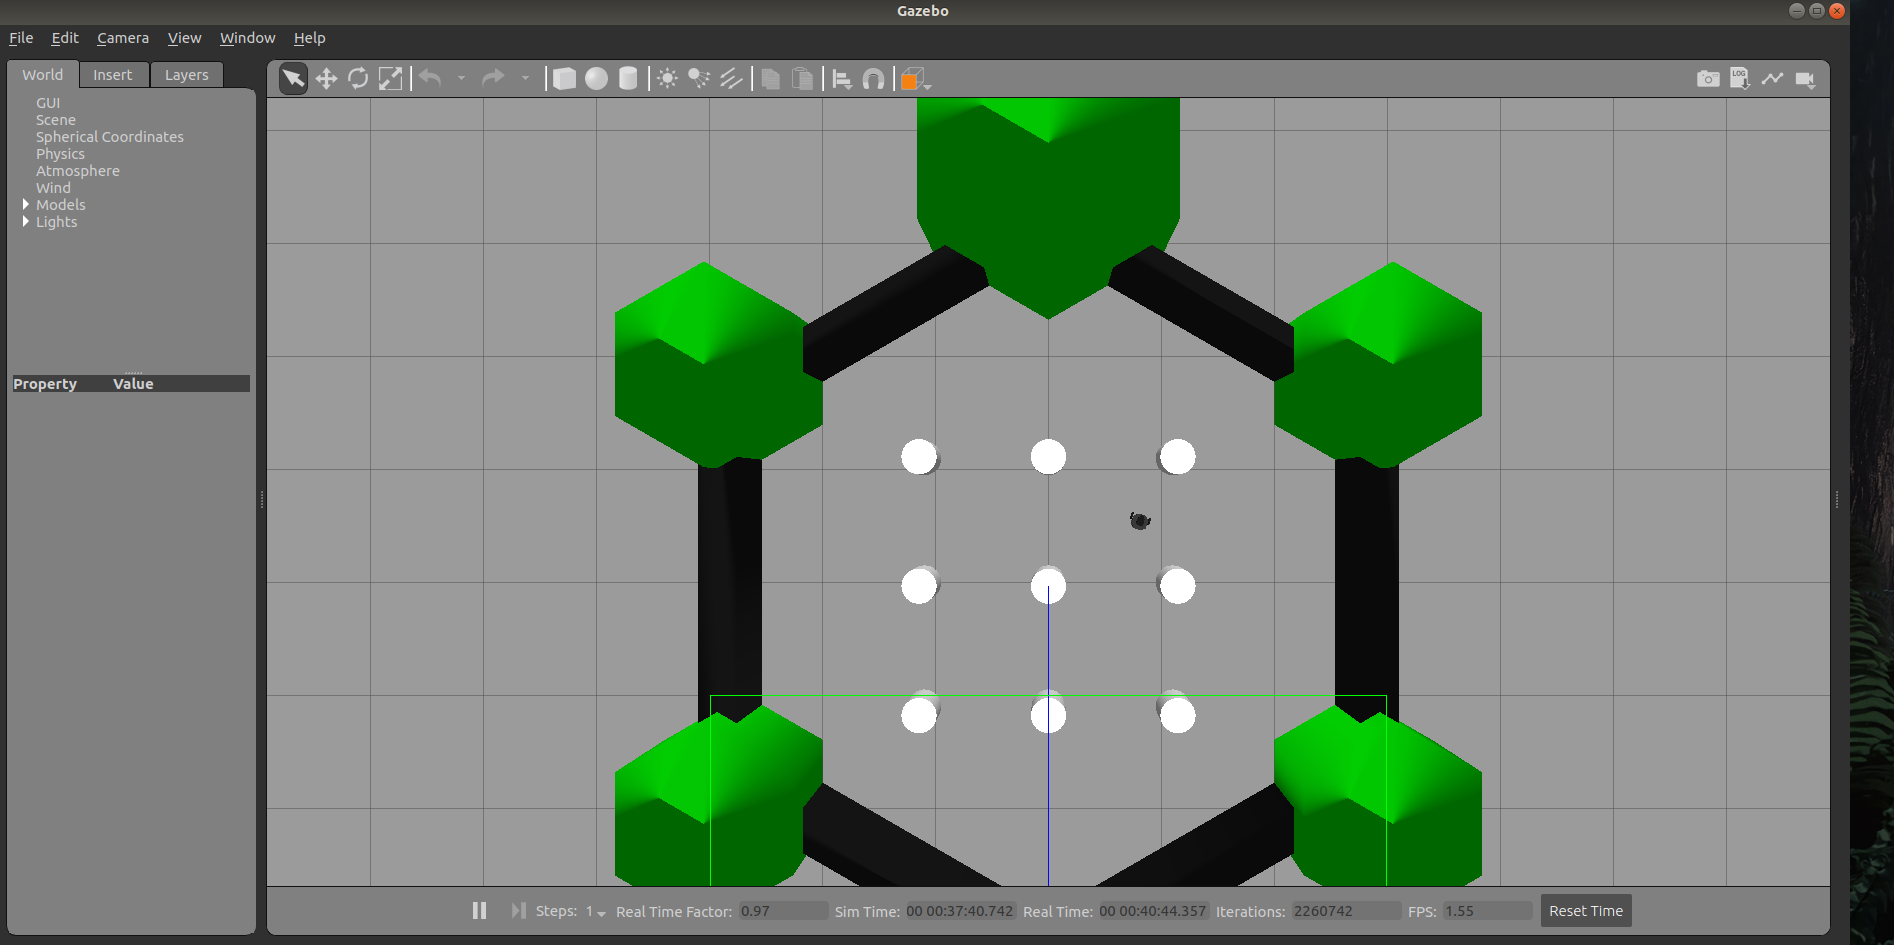 Gazebo
File Edit Camera View Window Help
World Insert Layers
GUI
Scene
Spherical Coordinates
Physics
Atmosphere
Wind
Models
Lights
Property Value
LOG
Steps: 1 Real Time Factor: 0.97 Sim Time: 00 00:37:40.742 Real Time: 00 00:40:44.357 Iterations: 2260742 FPS: 1.55 Reset Time